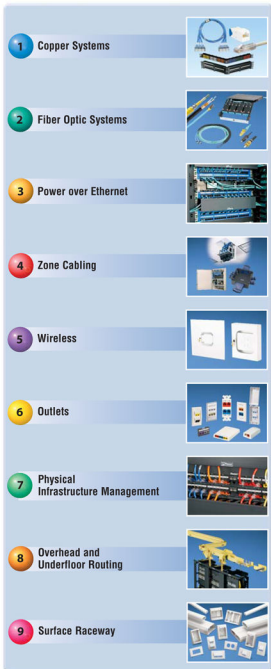 1 Copper Systems
2 Fiber Optic Systems
3 Power over Ethernet
4 Zone Cabling
5 Wireless
6 Outlets
7 Physical
Infrastructure Management
8 Overhead and
Underfloor Routing
9 Surface Raceway